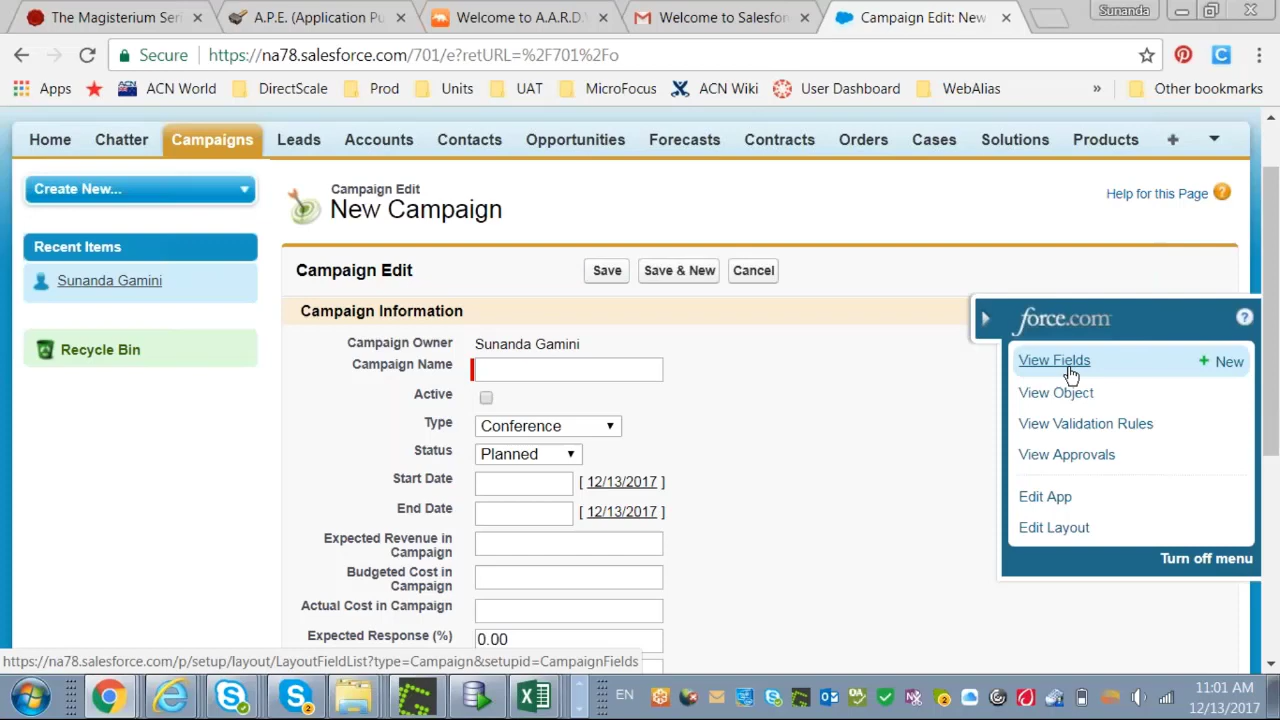 The Magisterium Seri
A.P.E. (Application Pu
Welcome to A.A.R.D.
Welcome to Salesfor
Campaign Edit: New
Sunanda
Secure
https://na78.salesforce.com/701/e?retURL=%2F701%2Fo
Apps
ACN World
DirectScale
Prod
Units
UAT
MicroFocus
ACN Wiki
User Dashboard
WebAlias
»
Other bookmarks
Home
Chatter
Campaigns
Leads
Accounts
Contacts
Opportunities
Forecasts
Contracts
Orders
Cases
Solutions
Products
Create New...
Recent Items
Sunanda Gamini
Recycle Bin
Campaign Edit
New Campaign
Help for this Page ?
Campaign Edit
Save
Save & New
Cancel
Campaign Information
Campaign Owner
Sunanda Gamini
Campaign Name
Active
Type
Conference
Status
Planned
Start Date
[ 12/13/2017 ]
End Date
[ 12/13/2017 ]
Expected Revenue in
Campaign
Budgeted Cost in
Campaign
Actual Cost in Campaign
Expected Response (%)
0.00
force.com
?
View Fields
+ New
View Object
View Validation Rules
View Approvals
Edit App
Edit Layout
Turn off menu
https://na78.salesforce.com/p/setup/layout/LayoutFieldList?type=Campaign&setupid=CampaignFields
EN
11:01 AM
12/13/2017